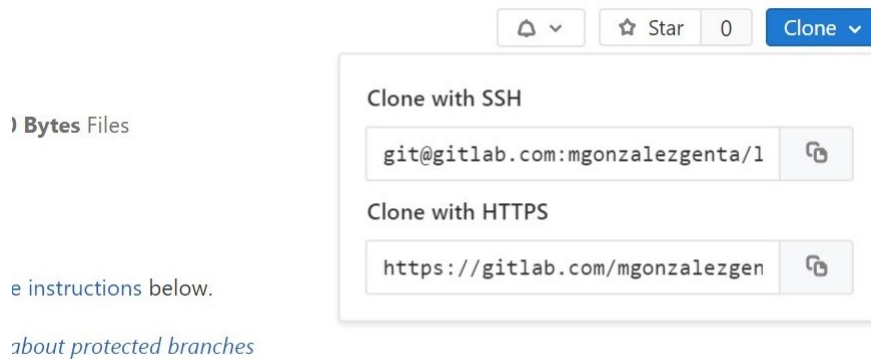 Star 0 Clone
Clone with SSH
Bytes Files
git@gitlab.com:mgonzalezgenta/l
Clone with HTTPS
https://gitlab.com/mgonzalezgen
e instructions below.
about protected branches